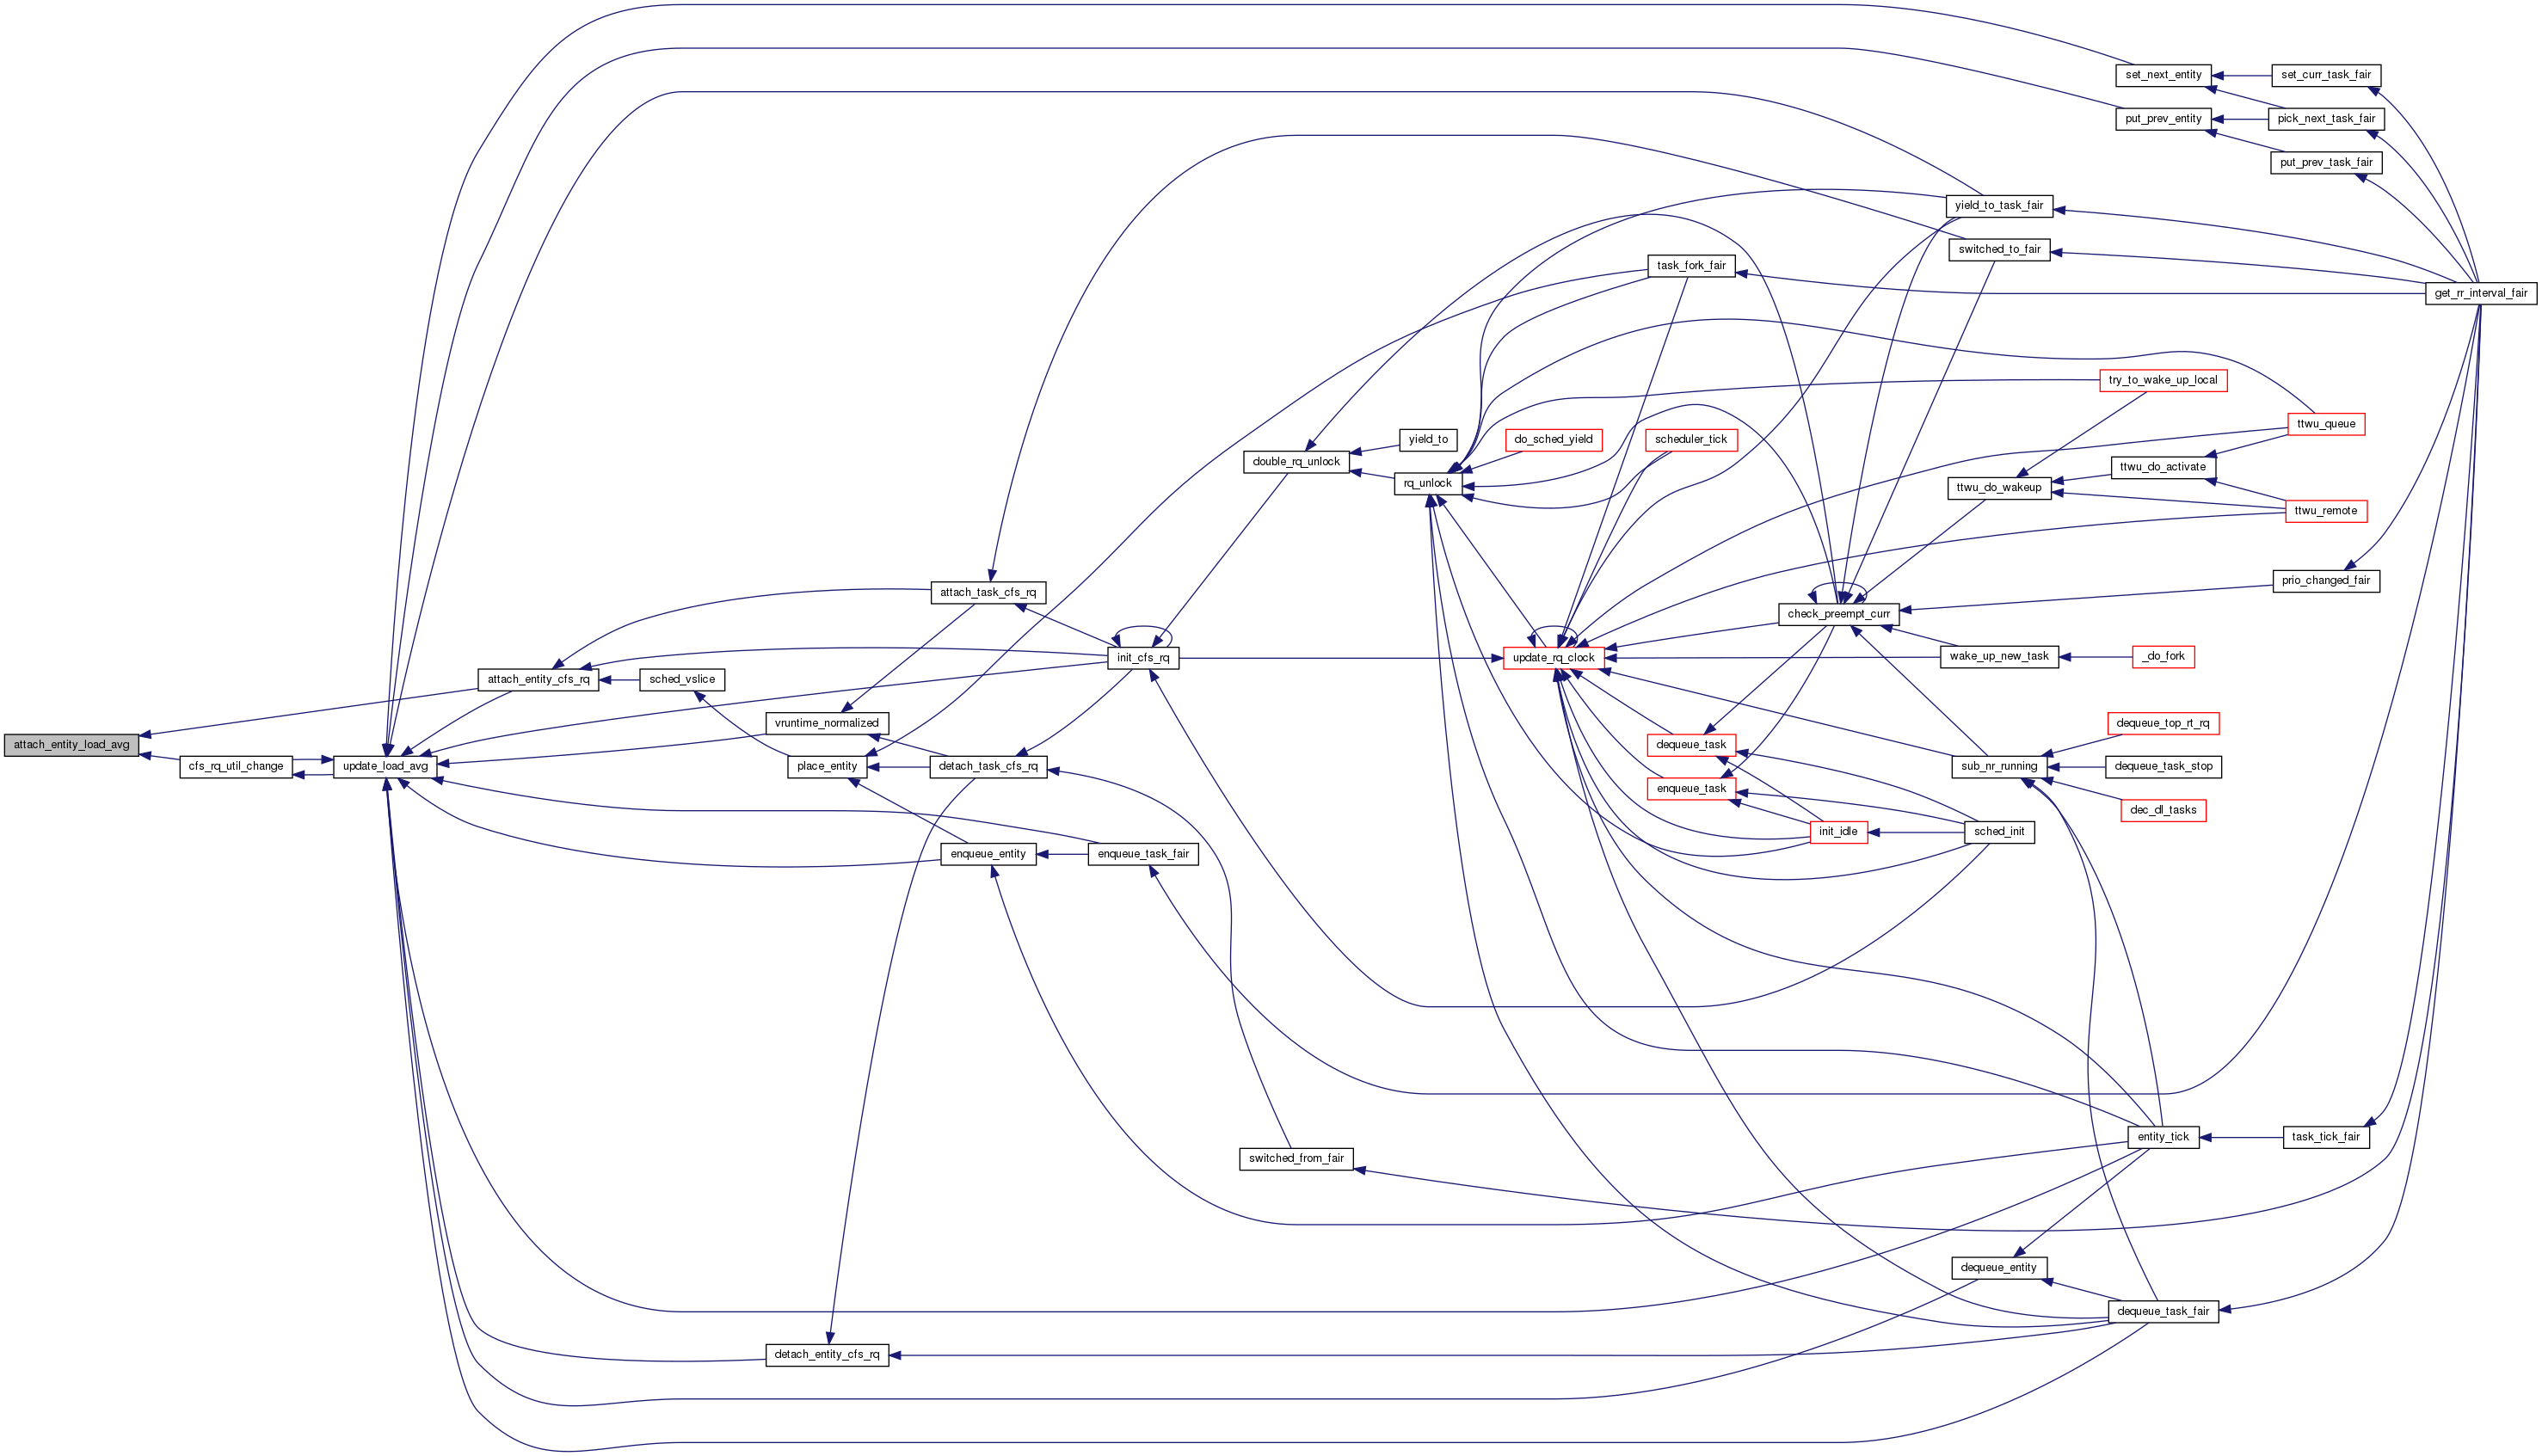 set_next_entity
set_curr_task_fair
put_prev_entity
pick_next_task_fair
put_prev_task_fair
yield_to_task_fair
switched_to_fair
task_fork_fair
get_rr_interval_fair
try_to_wake_up_local
ttwu_queue
yield_to
do_sched_yield
scheduler_tick
double_rq_unlock
ttwu_do_activate
rq_unlock
ttwu_do_wakeup
ttwu_remote
prio_changed_fair
attach_task_cfs_rq
check_preempt_curr
init_cfs_rq
update_rq_clock
wake_up_new_task
_do_fork
attach_entity_cfs_rq
sched_vslice
vruntime_normalized
dequeue_top_rt_rq
attach_entity_load_avg
dequeue_task
cfs_rq_util_change
update_load_avg
place_entity
detach_task_cfs_rq
sub_nr_running
dequeue_task_stop
enqueue_task
dec_dl_tasks
init_idle
sched_init
enqueue_entity
enqueue_task_fair
entity_tick
task_tick_fair
switched_from_fair
dequeue_entity
dequeue_task_fair
detach_entity_cfs_rq